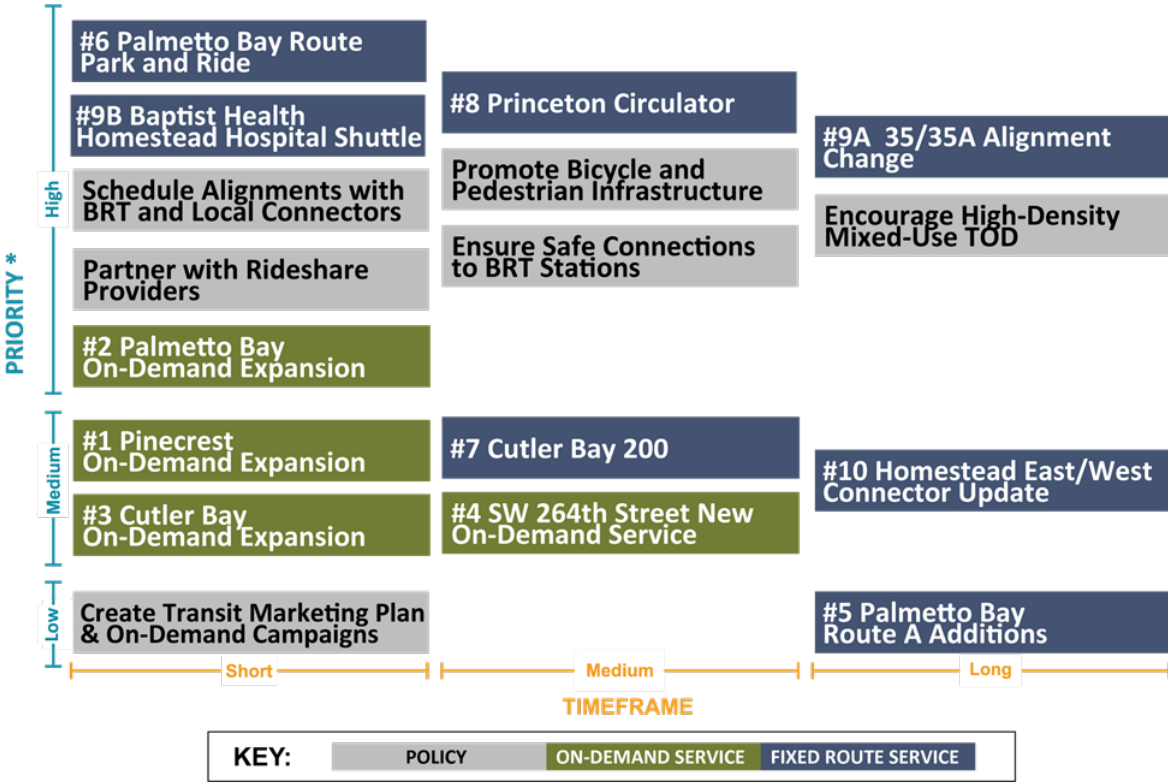 PRIORITY *
High
#6 Palmetto Bay Route
Park and Ride
#9B Baptist Health
Homestead Hospital Shuttle
Schedule Alignments with
BRT and Local Connectors
Partner with Rideshare
Providers
#2 Palmetto Bay
On-Demand Expansion
#8 Princeton Circulator
Promote Bicycle and
Pedestrian Infrastructure
Ensure Safe Connections
to BRT Stations
#9A 35/35A Alignment
Change
Encourage High-Density
Mixed-Use TOD
Medium
#1 Pinecrest
On-Demand Expansion
#3 Cutler Bay
On-Demand Expansion
#7 Cutler Bay 200
#4 SW 264th Street New
On-Demand Service
#10 Homestead East/West
Connector Update
Low
Create Transit Marketing Plan
& On-Demand Campaigns
#5 Palmetto Bay
Route A Additions
Short
Medium
Long
TIMEFRAME
KEY:
POLICY
ON-DEMAND SERVICE
FIXED ROUTE SERVICE